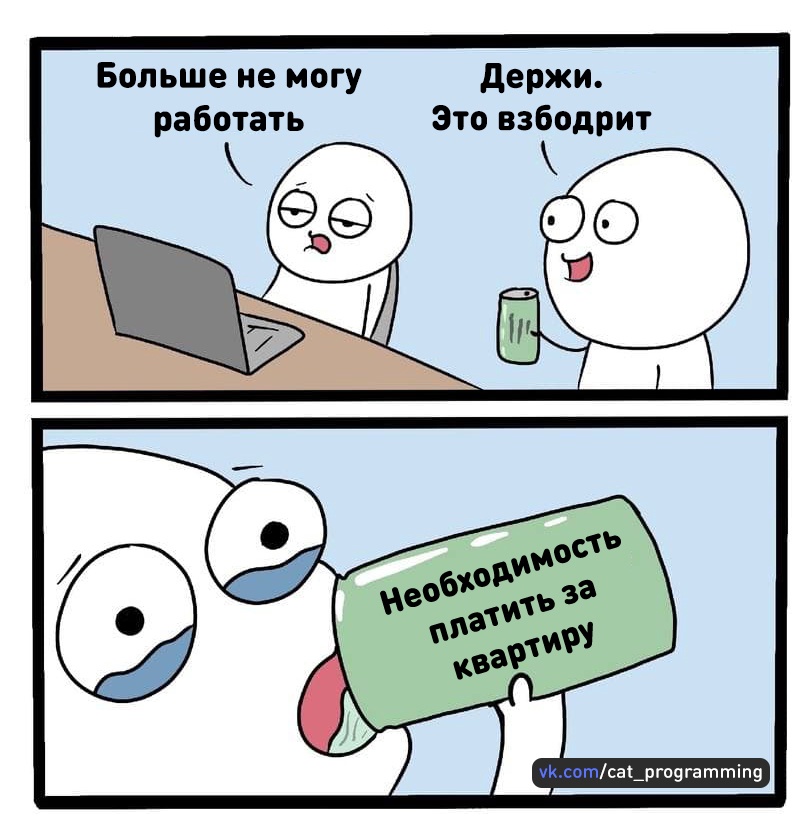 Больше не могу
работать
Держи.
Это взбодрит
Необходимость
платить за
квартиру
vk.com/cat_programming